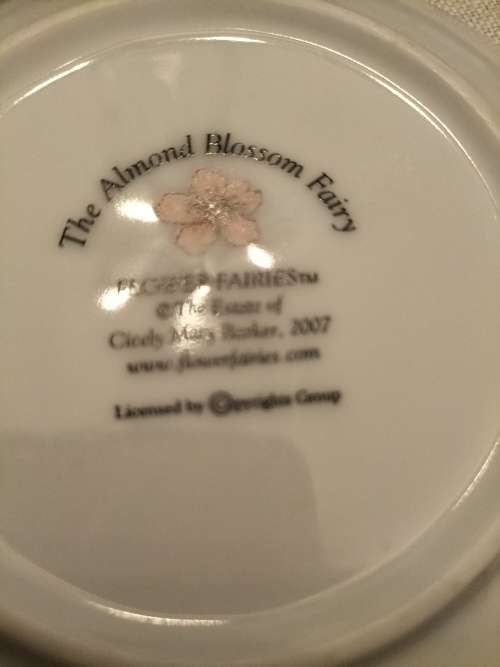 The Almond Blossom Fairy
FLOWER FAIRIES™
©The Estate of
Cicely Mary Barker, 2007
www.flowerfairies.com
Licensed by ©opyrights Group